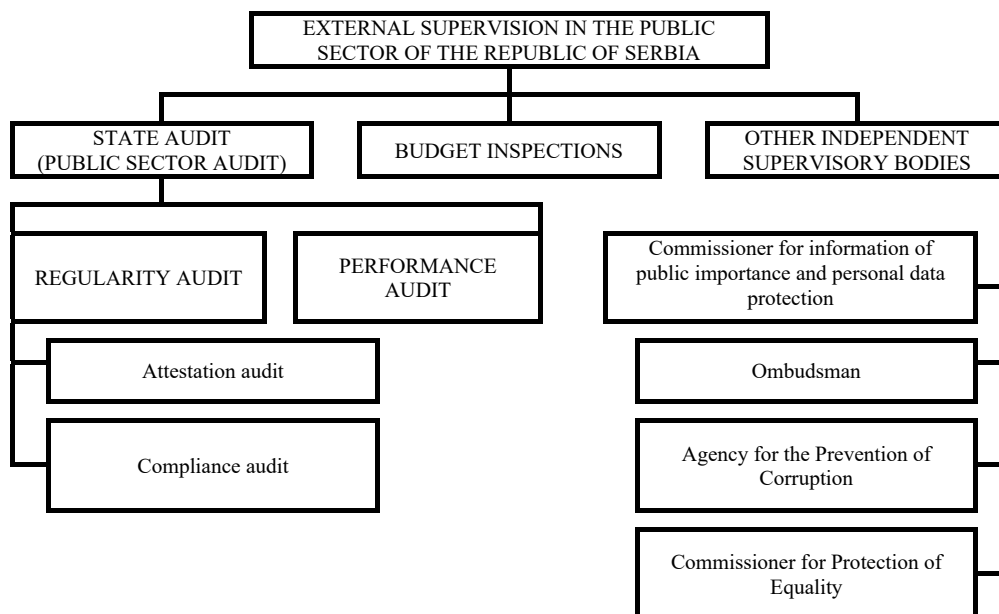 EXTERNAL SUPERVISION IN THE PUBLIC
SECTOR OF THE REPUBLIC OF SERBIA
STATE AUDIT
(PUBLIC SECTOR AUDIT)
BUDGET INSPECTIONS
OTHER INDEPENDENT
SUPERVISORY BODIES
REGULARITY AUDIT
PERFORMANCE
AUDIT
Commissioner for information of
public importance and personal data
protection
Attestation audit
Ombudsman
Compliance audit
Agency for the Prevention of
Corruption
Commissioner for Protection of
Equality